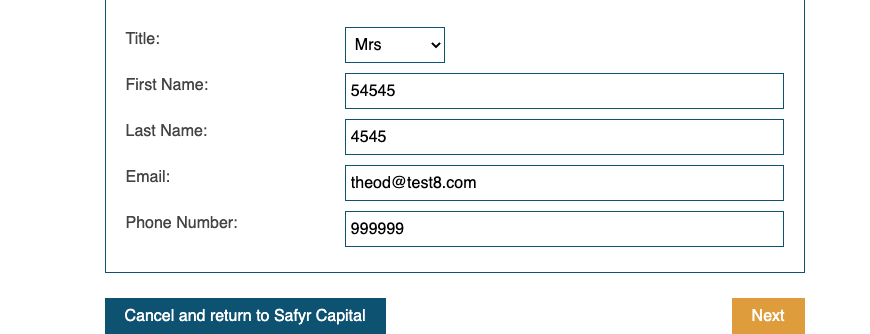 Title: Mrs
First Name: 54545
Last Name: 4545
Email: theod@test8.com
Phone Number: 999999
Cancel and return to Safyr Capital Next